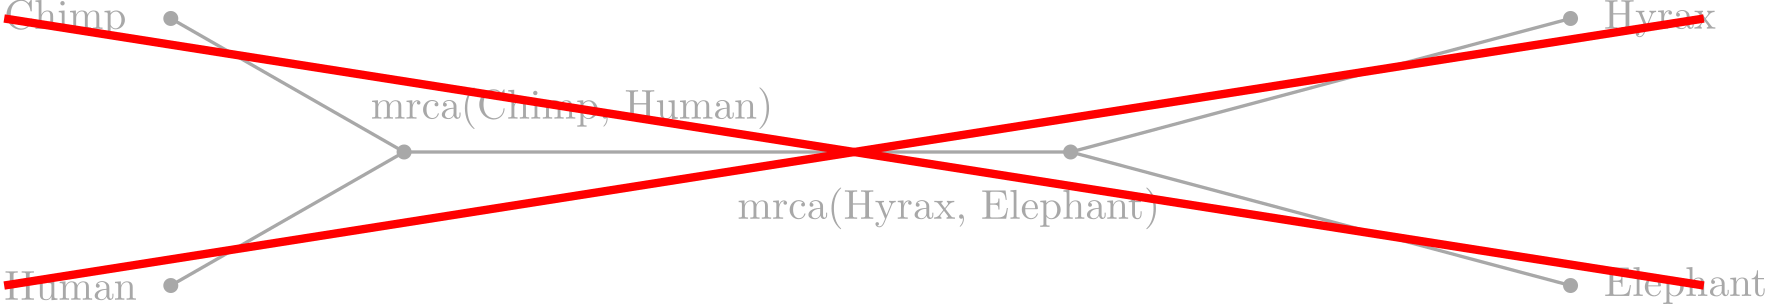 Chimp
Hyrax
mrca(Chimp, Human)
mrca(Hyrax, Elephant)
Human
Elephant